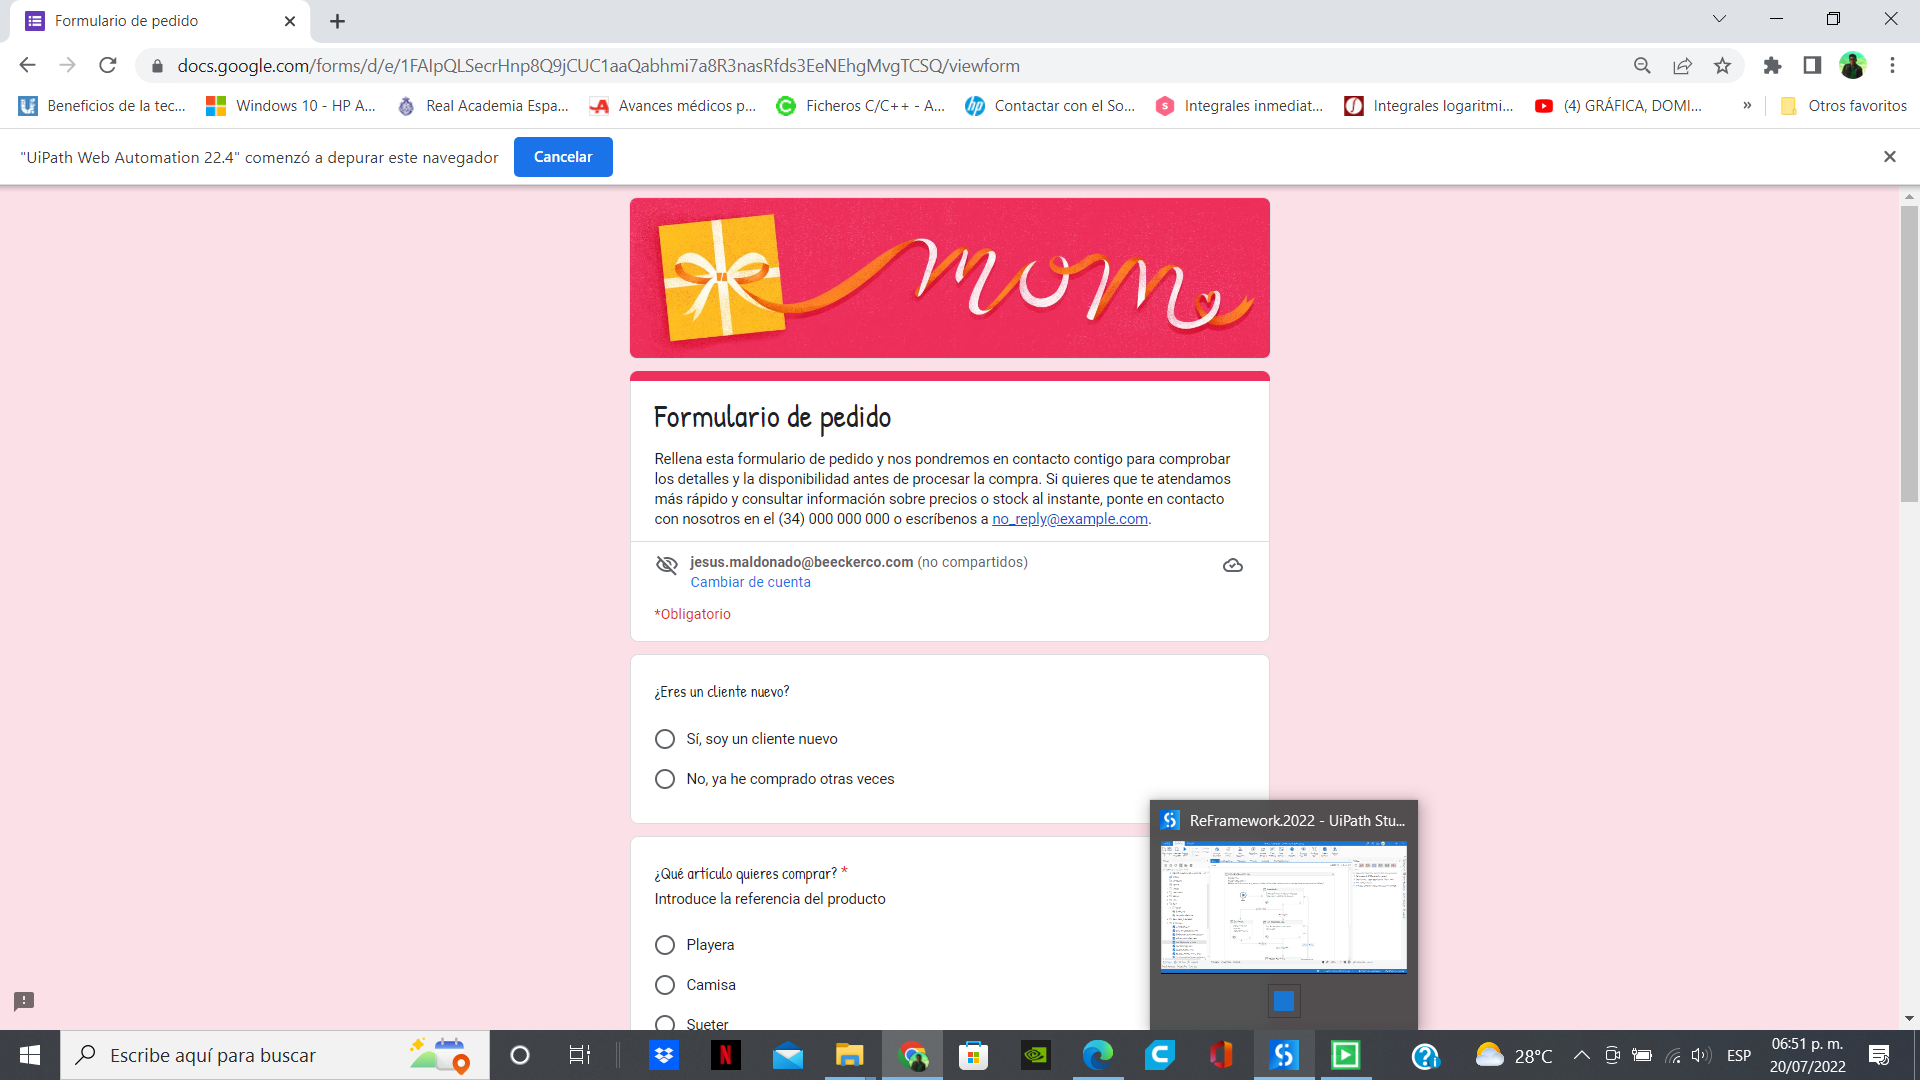 Formulario de pedido
docs.google.com/forms/d/e/1FAIpQLSecrHnp8Q9jCUC1aaQabhmi7a8R3nasRfds3EeNEhgMvgTCSQ/viewform
Beneficios de la tec...
Windows 10 - HP A...
Real Academia Espa...
Avances médicos p...
Ficheros C/C++ - A...
Contactar con el So...
Integrales inmediat...
Integrales logaritmi...
(4) GRÁFICA, DOMI...
»
Otros favoritos
"UiPath Web Automation 22.4" comenzó a depurar este navegador
Cancelar
mom
Formulario de pedido
Rellena esta formulario de pedido y nos pondremos en contacto contigo para comprobar
los detalles y la disponibilidad antes de procesar la compra. Si quieres que te atendamos
más rápido y consultar información sobre precios o stock al instante, ponte en contacto
con nosotros en el (34) 000 000 000 o escríbenos a no_reply@example.com.
jesus.maldonado@beeckerco.com (no compartidos)
Cambiar de cuenta
*Obligatorio
¿Eres un cliente nuevo?
Sí, soy un cliente nuevo
No, ya he comprado otras veces
¿Qué artículo quieres comprar? *
Introduce la referencia del producto
Playera
Camisa
Sueter
ReFramework.2022 - UiPath Stu...
Escribe aquí para buscar
28°C
ESP
06:51 p. m.
20/07/2022